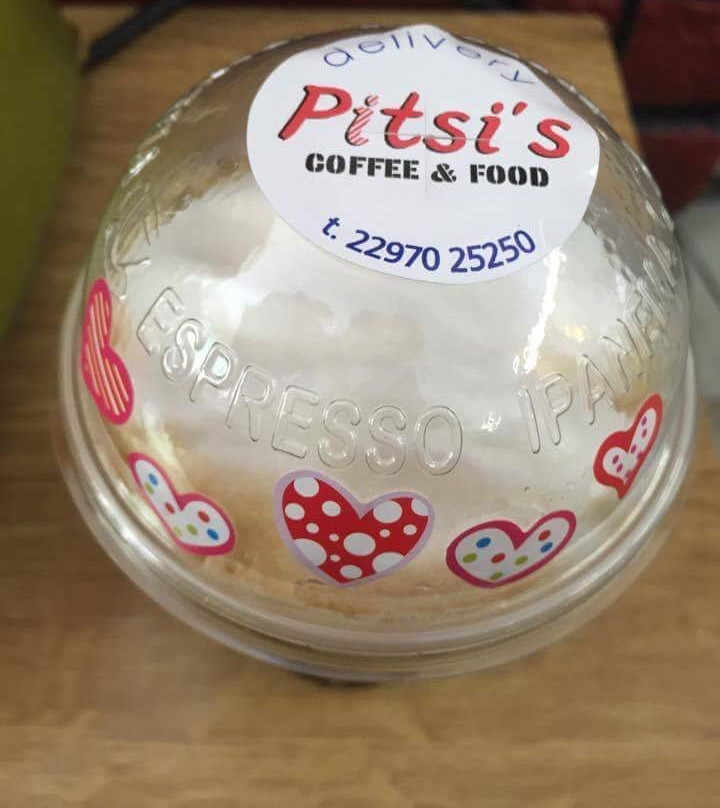 delivery
Pitsi's
COFFEE & FOOD
t. 22970 25250
ESPRESSO